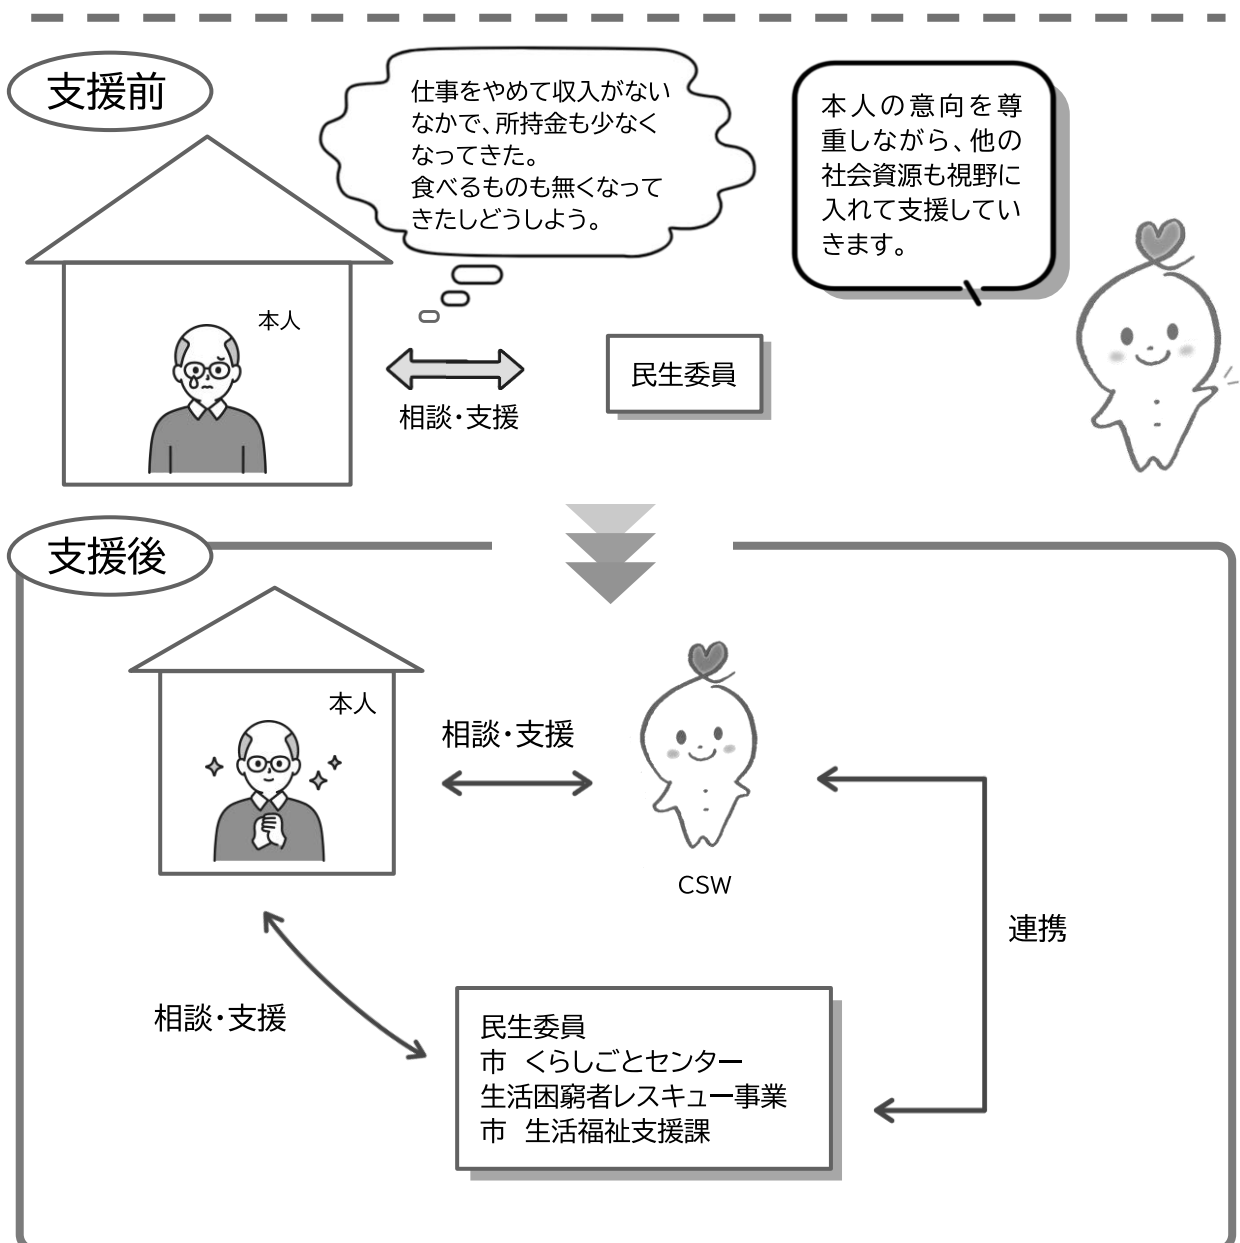 支援前
仕事をやめて収入がない
なかで、所持金も少なく
なってきた。
食べるものも無くなって
きたしどうしよう。
本人の意向を尊
重しながら、他の
社会資源も視野に
入れて支援してい
きます。
本人
相談・支援
民生委員
支援後
本人
相談・支援
CSW
連携
相談・支援
民生委員
市　くらしごとセンター
生活困窮者レスキュー事業
市　生活福祉支援課